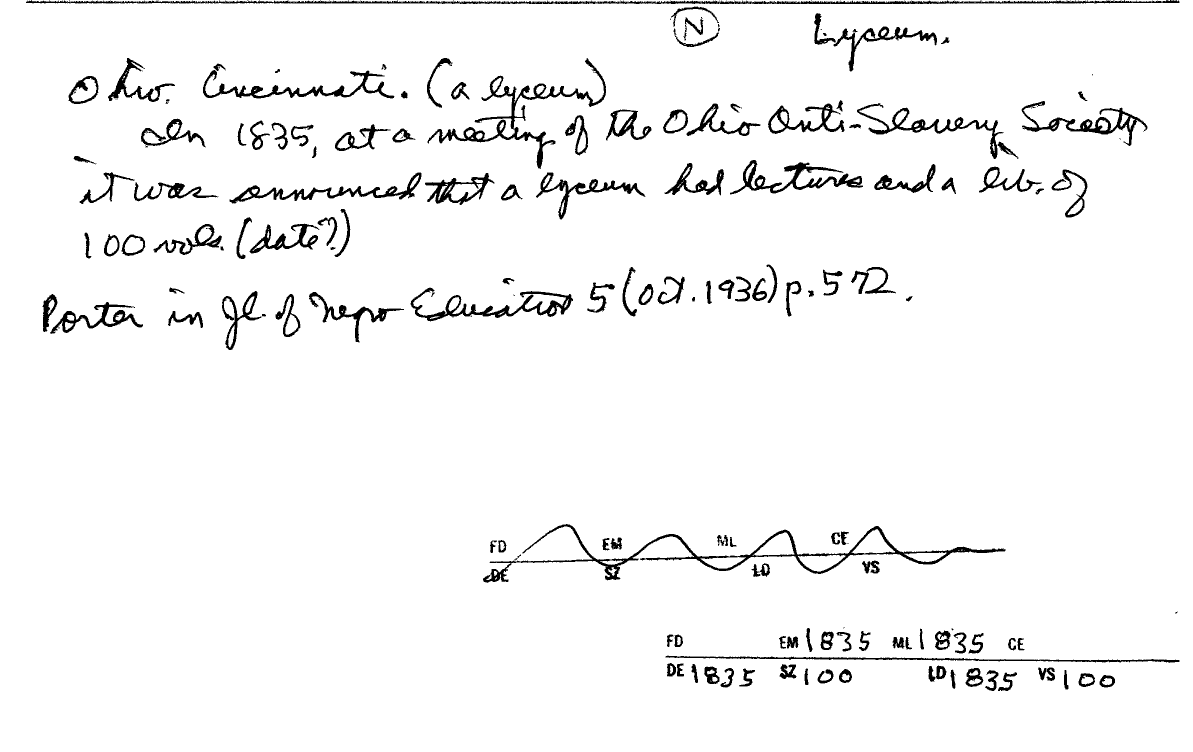 N Lyceum.
Ohio. Cincinnati. (a lyceum)
In 1835, at a meeting of the Ohio Anti-Slavery Society
it was announced that a lyceum had lectures and a lib. of
100 vols. (date?)
Porter in Jl. of Negro Education 5 (Oct. 1936) p. 572.
FD EM ML CE
DE SZ LD VS
FD EM 1835 ML 1835 CE
DE 1835 SZ 100 LD 1835 VS 100